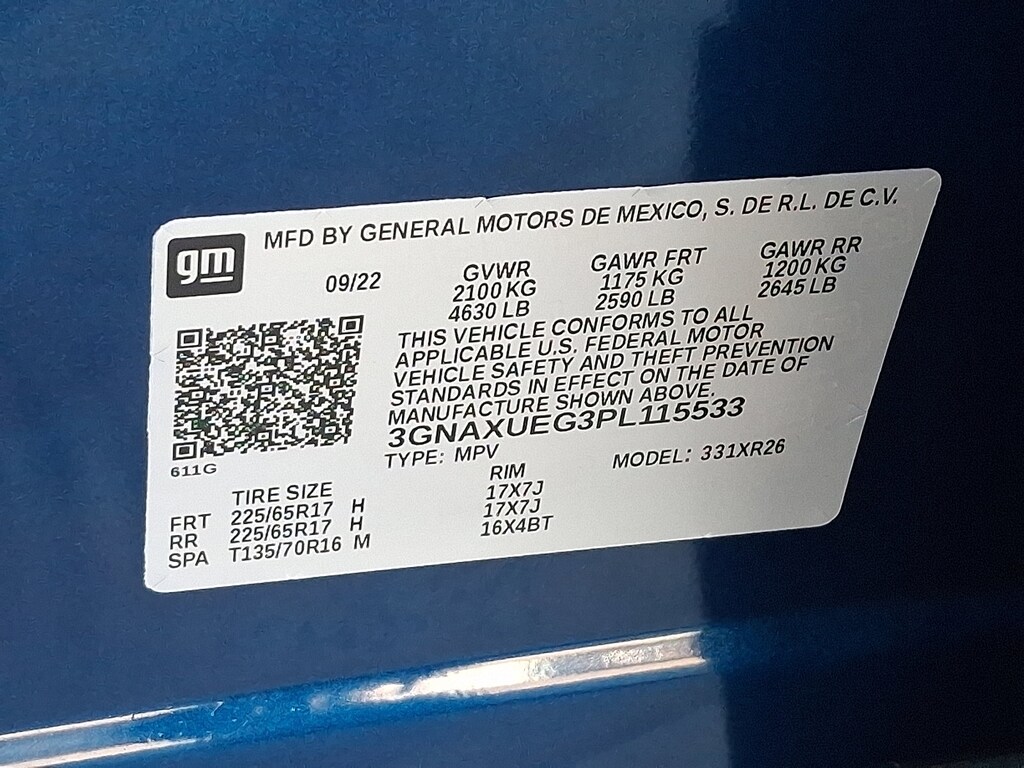 gm
MFD BY GENERAL MOTORS DE MEXICO, S. DE R.L. DE C.V.
09/22
GVWR
2100 KG
4630 LB
GAWR FRT
1175 KG
2590 LB
GAWR RR
1200 KG
2645 LB
THIS VEHICLE CONFORMS TO ALL
APPLICABLE U.S. FEDERAL MOTOR
VEHICLE SAFETY AND THEFT PREVENTION
STANDARDS IN EFFECT ON THE DATE OF
MANUFACTURE SHOWN ABOVE.
3GNAXUEG3PL115533
TYPE: MPV
MODEL: 331XR26
611G
TIRE SIZE RIM
FRT 225/65R17 H 17X7J
RR 225/65R17 H 17X7J
SPA T135/70R16 M 16X4BT